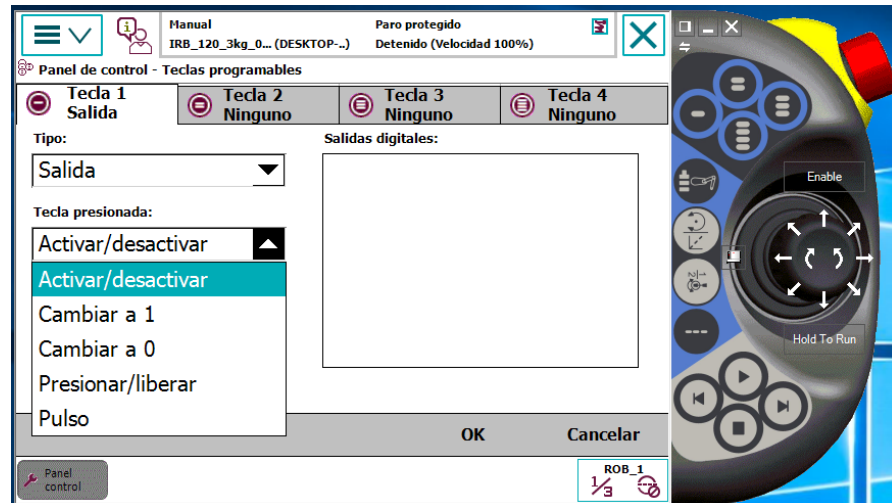 Manual
IRB_120_3kg_0... (DESKTOP-..)
Paro protegido
Detenido (Velocidad 100%)
Panel de control - Teclas programables
Tecla 1
Salida
Tecla 2
Ninguno
Tecla 3
Ninguno
Tecla 4
Ninguno
Tipo:
Salida
Tecla presionada:
Activar/desactivar
Activar/desactivar
Cambiar a 1
Cambiar a 0
Presionar/liberar
Pulso
Salidas digitales:
OK
Cancelar
Panel
control
ROB_1
1/3
Enable
Hold To Run